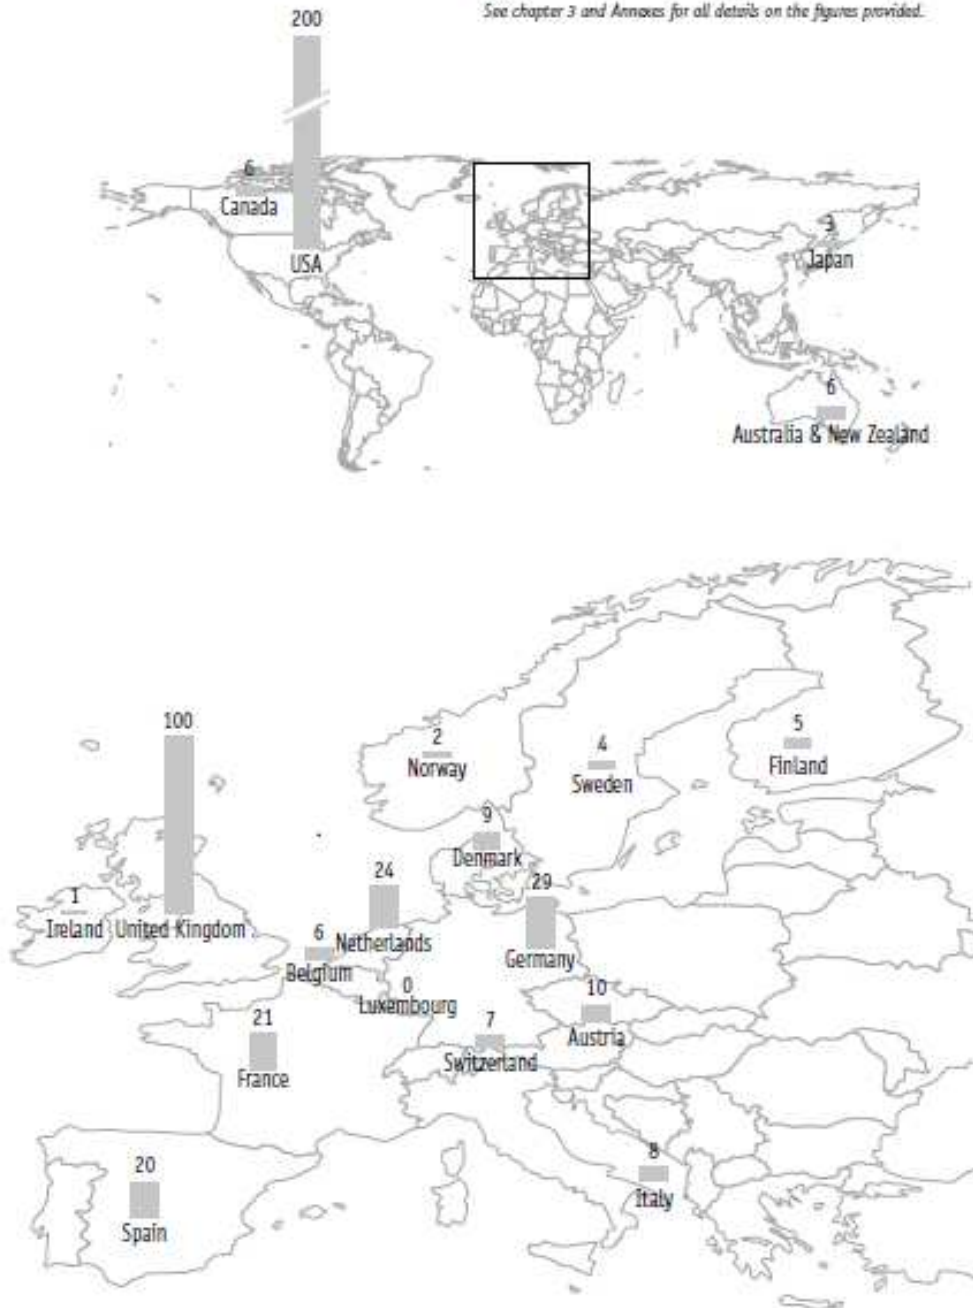 See chapter 3 and Annexes for all details on the figures provided.
200
6
Canada
USA
3
Japan
6
Australia & New Zealand
100
2
Norway
4
Sweden
5
Finland
9
Denmark
24
29
1
Ireland
United Kingdom
6
Netherlands
Belgium
Germany
0
Luxembourg
10
21
7
Austria
Switzerland
France
20
8
Italy
Spain